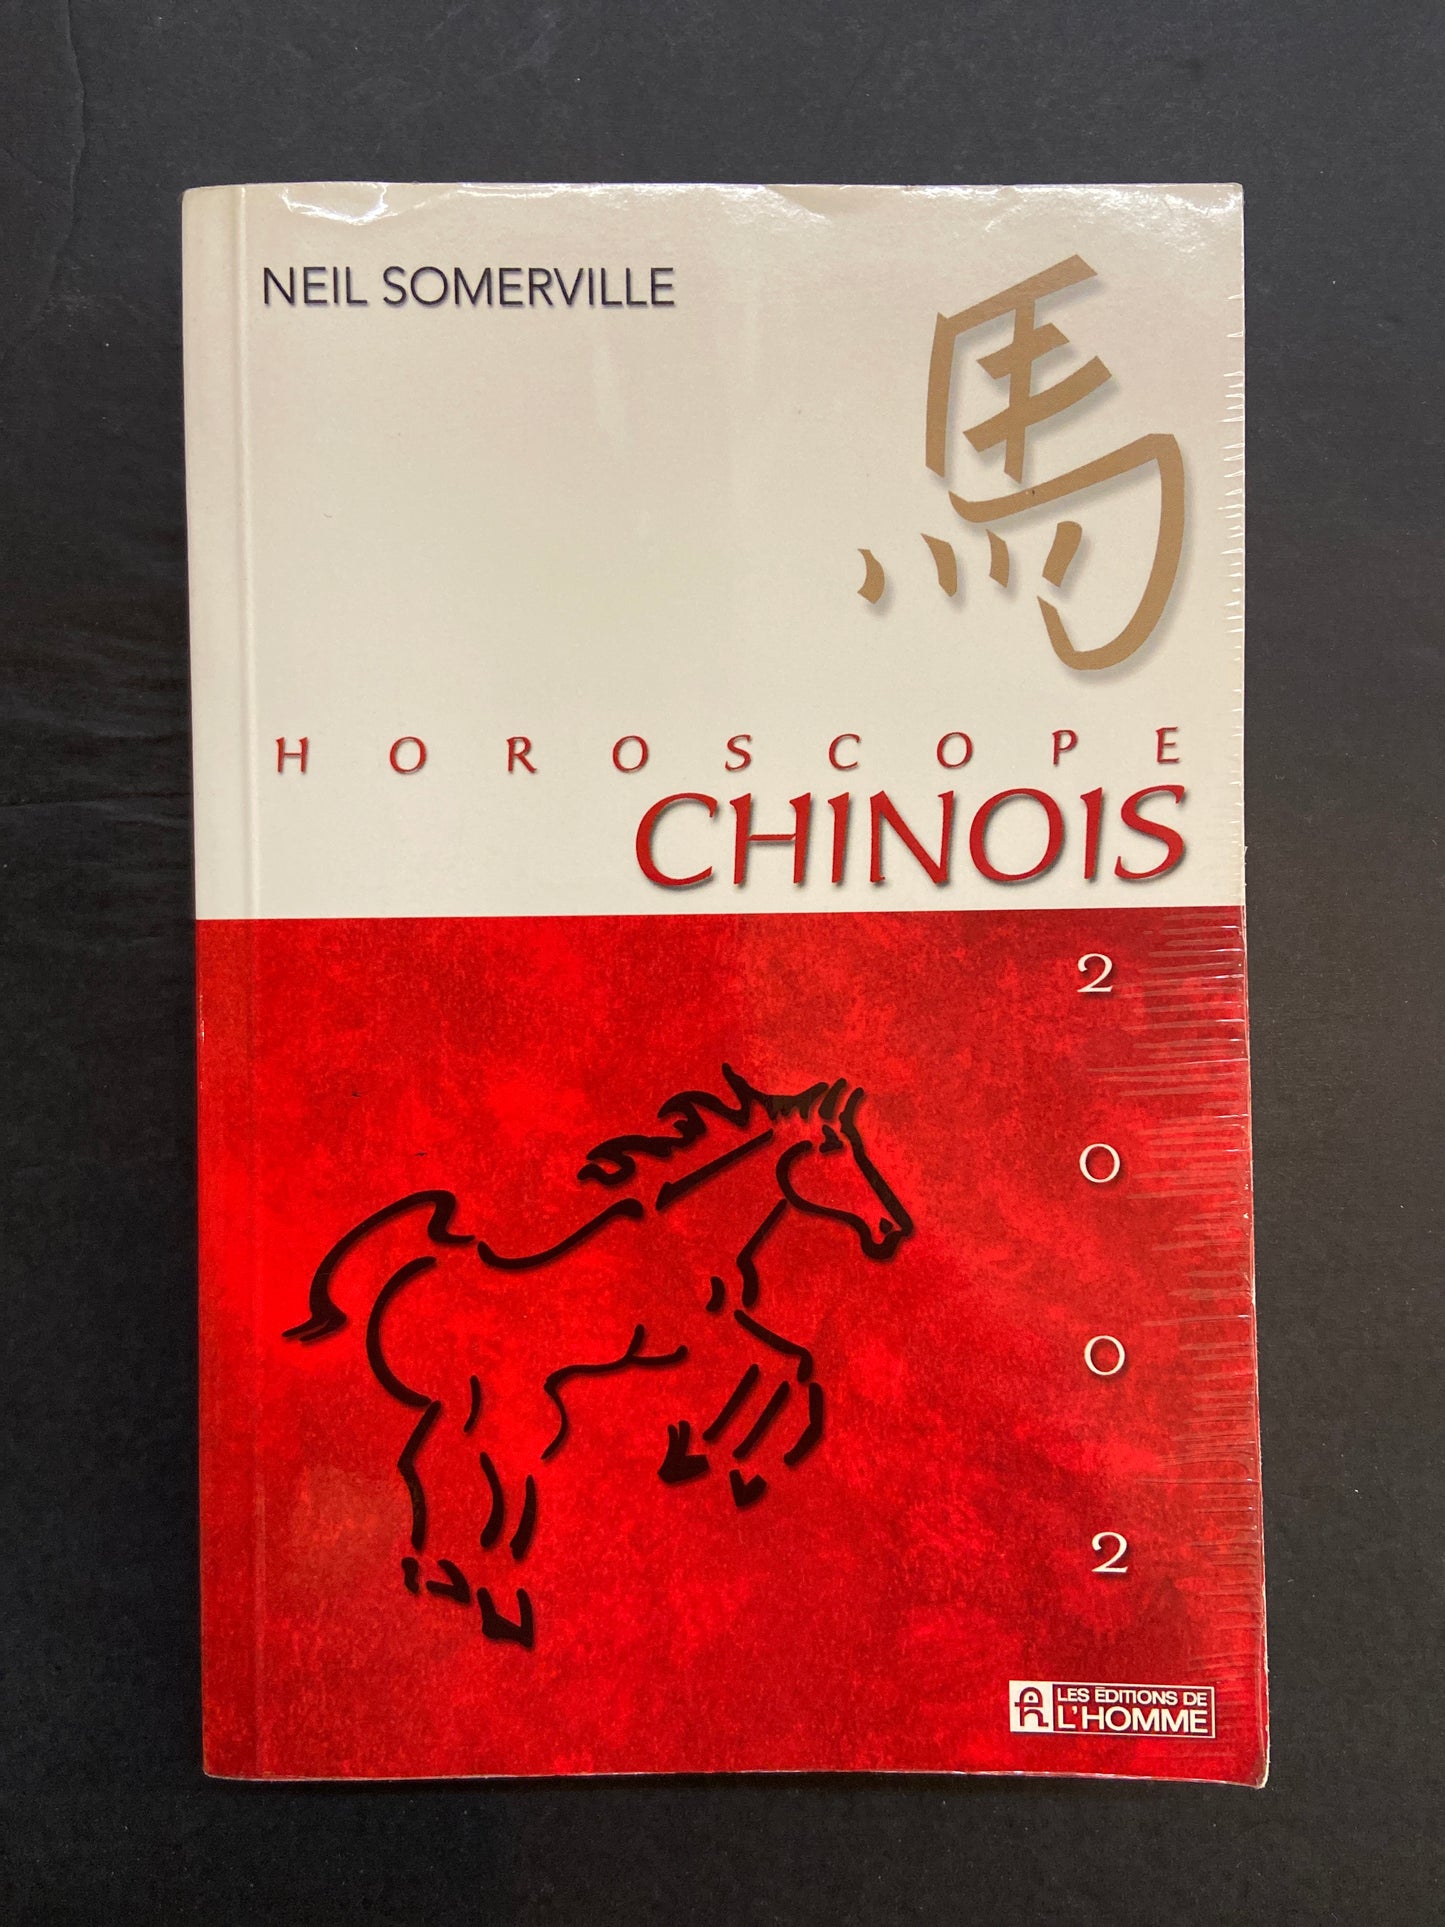 NEIL SOMERVILLE
馬
HOROSCOPE
CHINOIS
2
0
0
2
LES ÉDITIONS DE
L'HOMME